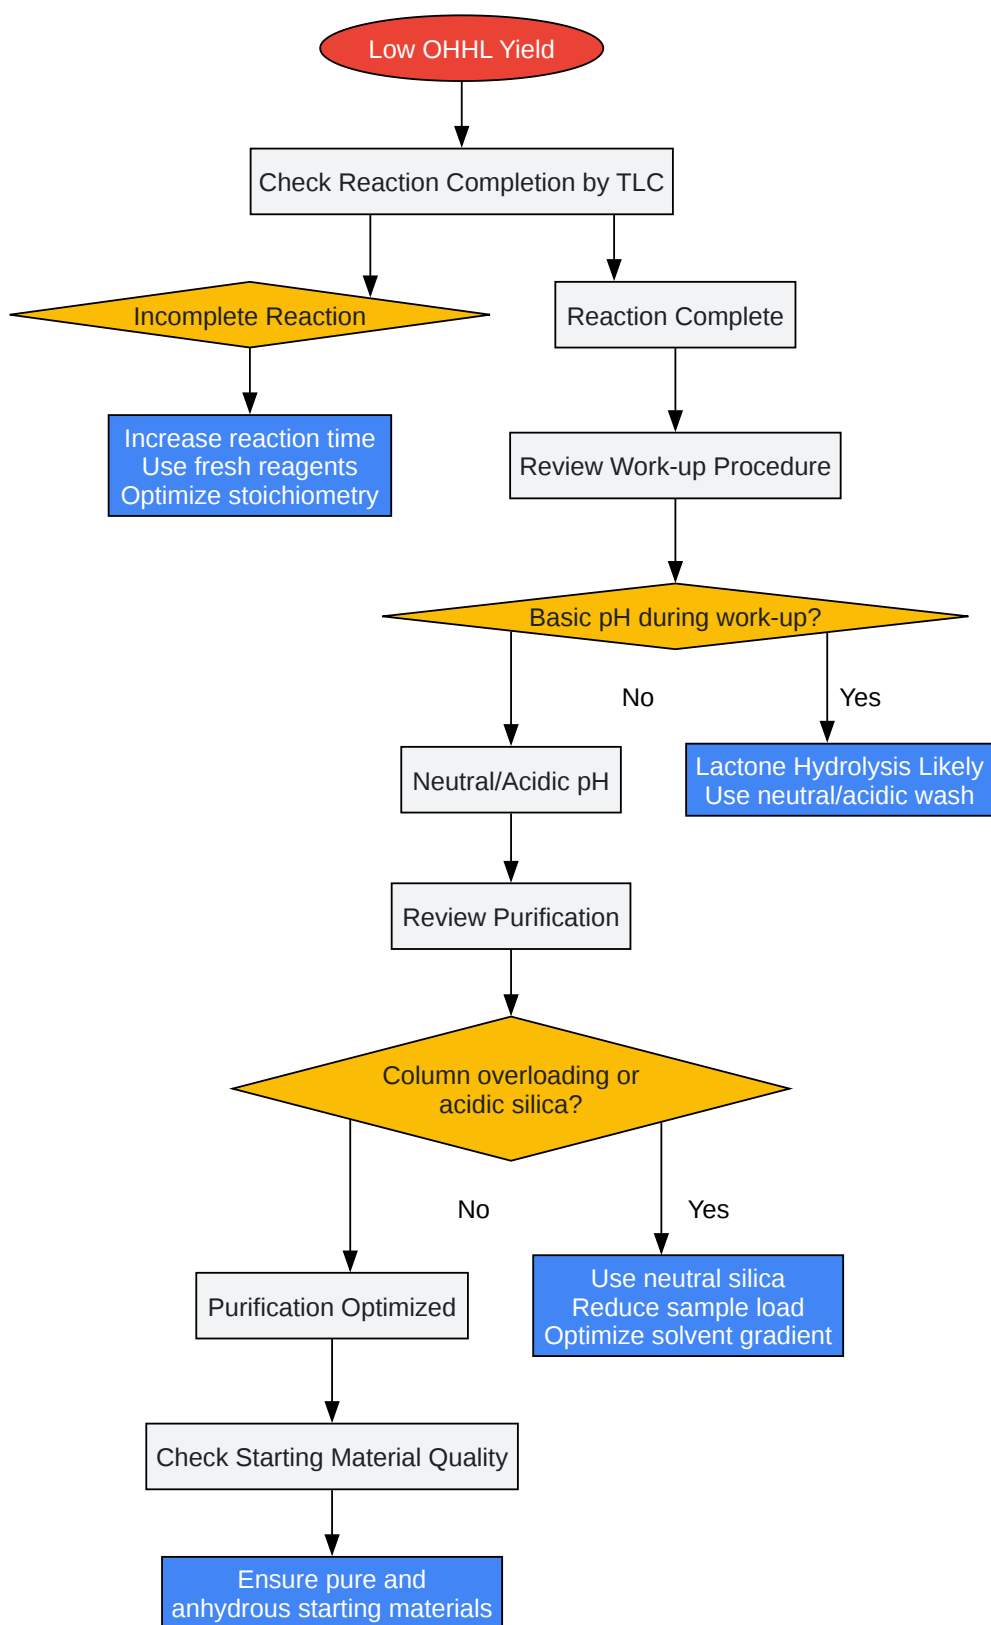 Low OHHL Yield
Check Reaction Completion by TLC
Incomplete Reaction
Reaction Complete
Increase reaction time
Use fresh reagents
Optimize stoichiometry
Review Work-up Procedure
Basic pH during work-up?
No
Yes
Neutral/Acidic pH
Lactone Hydrolysis Likely
Use neutral/acidic wash
Review Purification
Column overloading or
acidic silica?
No
Yes
Purification Optimized
Use neutral silica
Reduce sample load
Optimize solvent gradient
Check Starting Material Quality
Ensure pure and
anhydrous starting materials